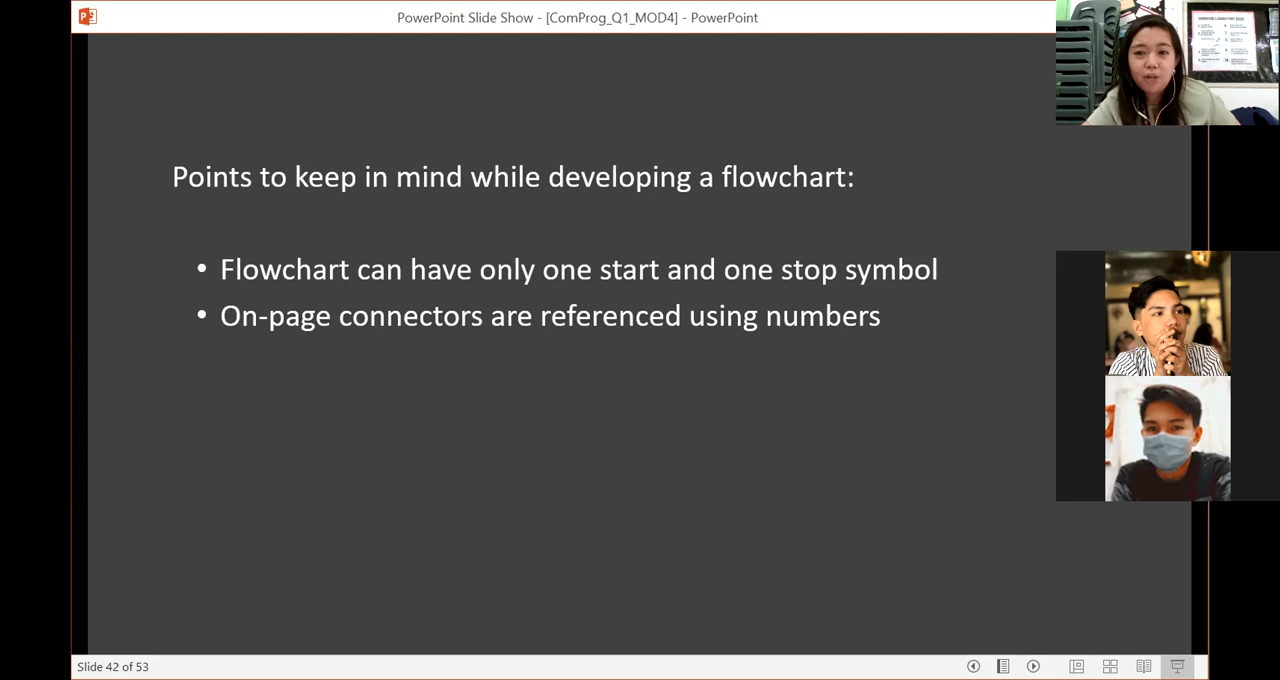 PowerPoint Slide Show - [ComProg_Q1_MOD4] - PowerPoint
Points to keep in mind while developing a flowchart:
• Flowchart can have only one start and one stop symbol
• On-page connectors are referenced using numbers
Slide 42 of 53